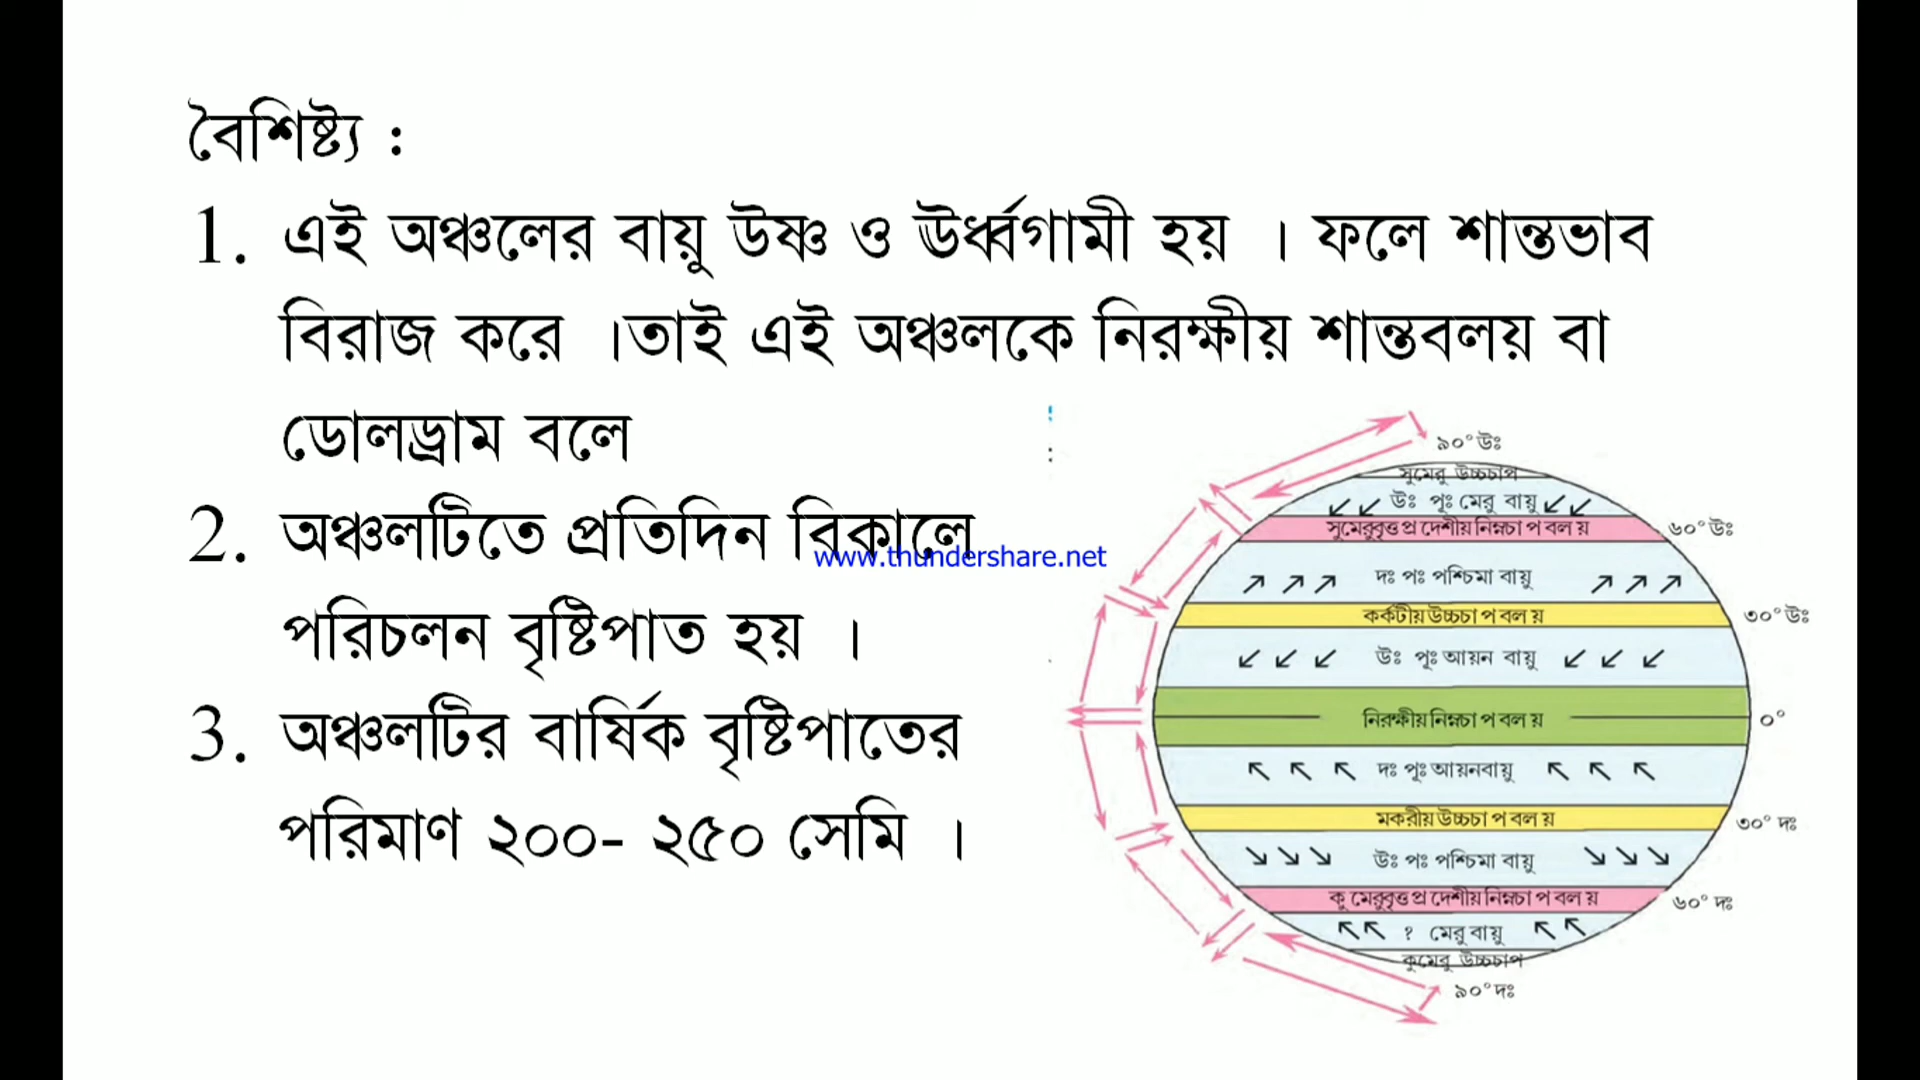 বৈশিষ্ট্য :
1. এই অঞ্চলের বায়ু উষ্ণ ও ঊর্ধ্বগামী হয় । ফলে শান্তভাব
বিরাজ করে ।তাই এই অঞ্চলকে নিরক্ষীয় শান্তবলয় বা
ডোলড্রাম বলে
2. অঞ্চলটিতে প্রতিদিন বিকালে
পরিচলন বৃষ্টিপাত হয় ।
3. অঞ্চলটির বার্ষিক বৃষ্টিপাতের
পরিমাণ ২০০- ২৫০ সেমি ।
www.thundershare.net
৯০° উঃ
সুমেরু উচ্চচাপ
উঃ পূঃ মেরু বায়ু
সুমেরুবৃত্ত প্রদেশীয় নিম্নচাপ বলয়
৬০° উঃ
দঃ পঃ পশ্চিমা বায়ু
কর্কটীয় উচ্চচাপ বলয়
৩০° উঃ
উঃ পূঃ আয়ন বায়ু
নিরক্ষীয় নিম্নচাপ বলয়
০°
দঃ পূঃ আয়নবায়ু
মকরীয় উচ্চচাপ বলয়
৩০° দঃ
উঃ পঃ পশ্চিমা বায়ু
কুমেরুবৃত্ত প্রদেশীয় নিম্নচাপ বলয়
৬০° দঃ
? মেরু বায়ু
কুমেরু উচ্চচাপ
৯০° দঃ